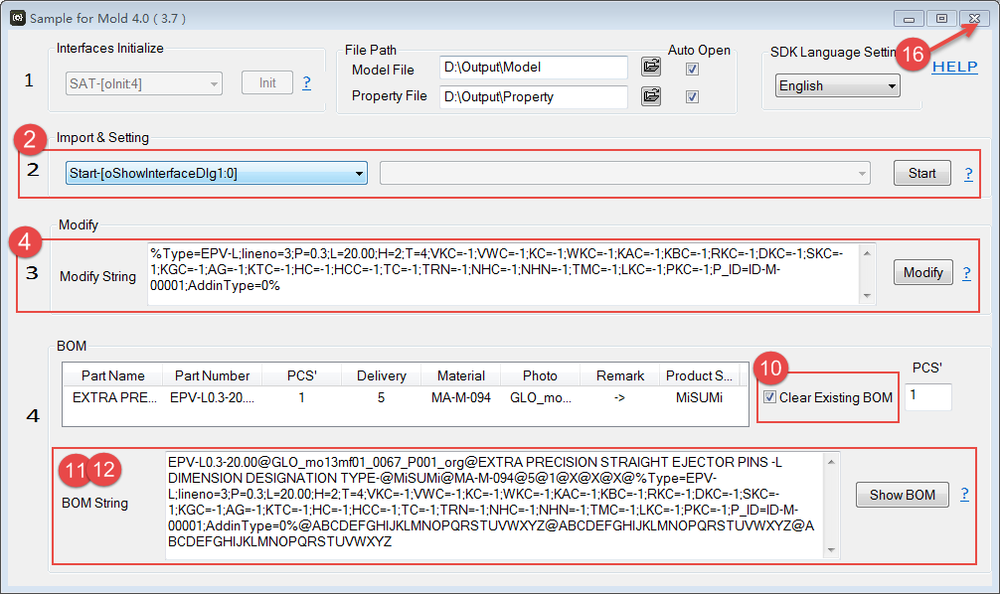 Sample for Mold 4.0 ( 3.7 )
16
Interfaces Initialize
1
SAT-[oInit:4]
Init
?
File Path
Auto Open
Model File
D:\Output\Model
Property File
D:\Output\Property
SDK Language Settin
English
HELP
2
Import & Setting
2
Start-[oShowInterfaceDlg1:0]
Start
?
4
Modify
3
Modify String
%Type=EPV-L;lineno=3;P=0.3;L=20.00;H=2;T=4;VKC=-1;VWC=-1;KC=-1;WKC=-1;KAC=-1;KBC=-1;RKC=-1;DKC=-1;SKC=-
1;KGC=-1;AG=-1;KTC=-1;HC=-1;HCC=-1;TC=-1;TRN=-1;NHC=-1;NHN=-1;TMC=-1;LKC=-1;PKC=-1;P_ID=ID-M-
00001;AddinType=0%
Modify
?
BOM
4
Part Name Part Number PCS' Delivery Material Photo Remark Product S...
EXTRA PRE... EPV-L0.3-20.... 1 5 MA-M-094 GLO_mo... -> MiSUMi
10
Clear Existing BOM
PCS'
1
11 12
BOM String
EPV-L0.3-20.00@GLO_mo13mf01_0067_P001_org@EXTRA PRECISION STRAIGHT EJECTOR PINS -L
DIMENSION DESIGNATION TYPE-@MiSUMi@MA-M-094@5@1@X@X@X@%Type=EPV-
L;lineno=3;P=0.3;L=20.00;H=2;T=4;VKC=-1;VWC=-1;KC=-1;WKC=-1;KAC=-1;KBC=-1;RKC=-1;DKC=-1;SKC=-
1;KGC=-1;AG=-1;KTC=-1;HC=-1;HCC=-1;TC=-1;TRN=-1;NHC=-1;NHN=-1;TMC=-1;LKC=-1;PKC=-1;P_ID=ID-M-
00001;AddinType=0%@ABCDEFGHIJKLMNOPQRSTUVWXYZ@ABCDEFGHIJKLMNOPQRSTUVWXYZ@A
BCDEFGHIJKLMNOPQRSTUVWXYZ
Show BOM
?